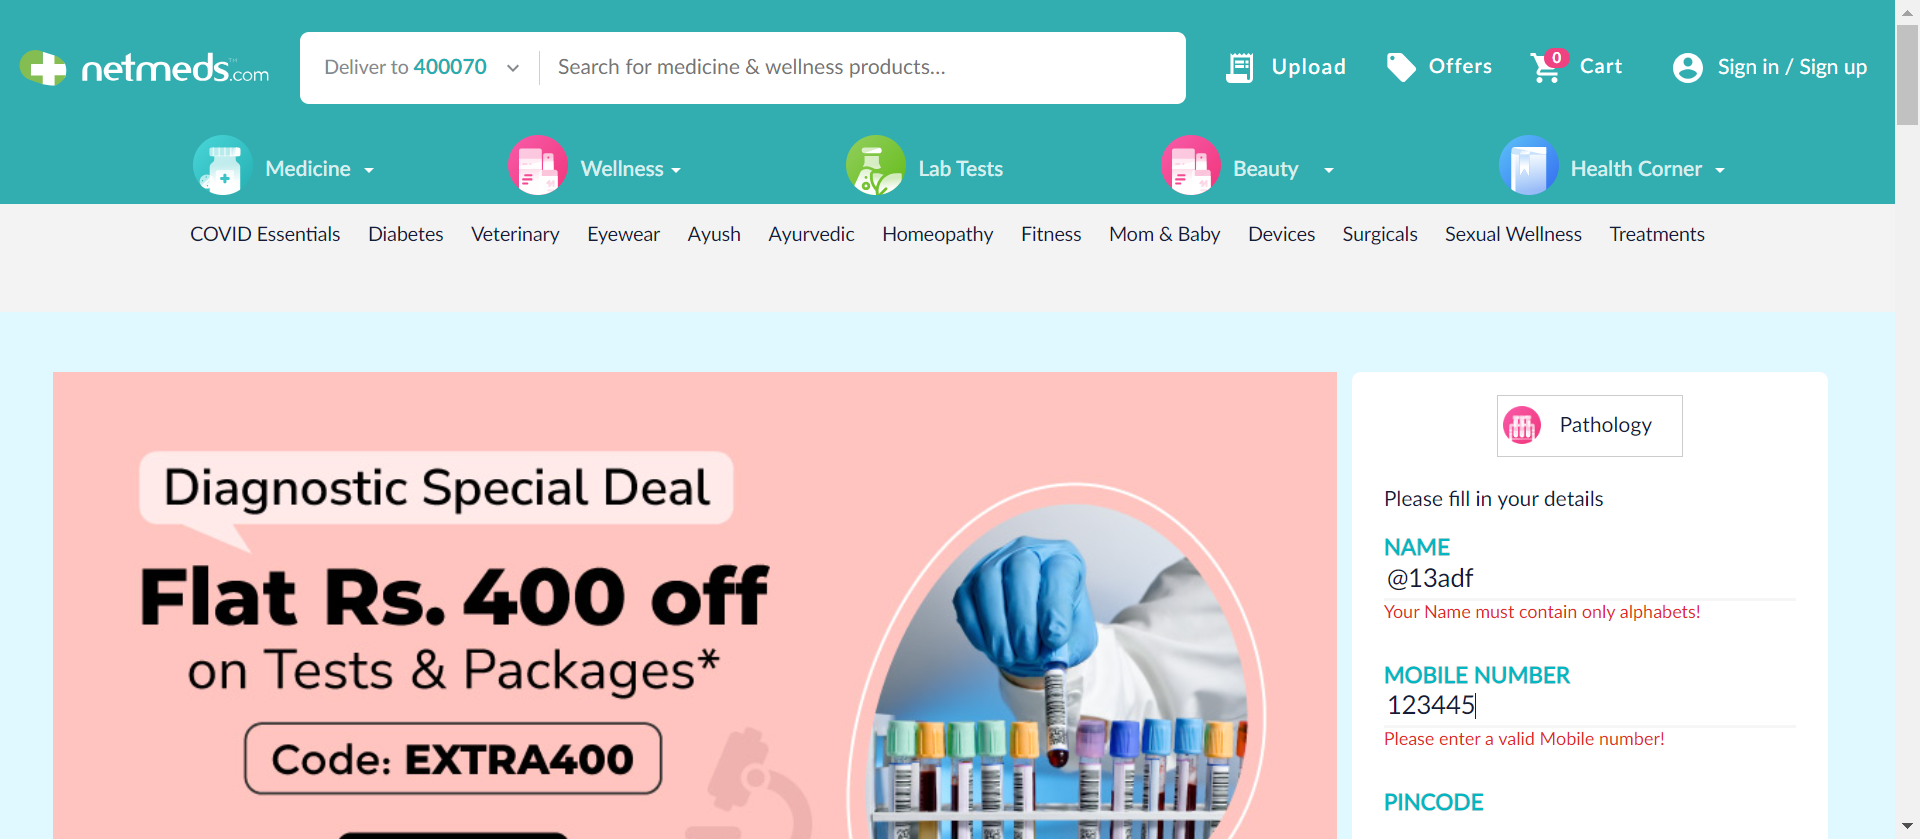 netmeds.com
Deliver to 400070
Search for medicine & wellness products...
Upload
Offers
0
Cart
Sign in / Sign up
Medicine
Wellness
Lab Tests
Beauty
Health Corner
COVID Essentials Diabetes Veterinary Eyewear Ayush Ayurvedic Homeopathy Fitness Mom & Baby Devices Surgicals Sexual Wellness Treatments
Diagnostic Special Deal
Flat Rs. 400 off
on Tests & Packages*
Code: EXTRA400
Pathology
Please fill in your details
NAME
@13adf
Your Name must contain only alphabets!
MOBILE NUMBER
123445
Please enter a valid Mobile number!
PINCODE